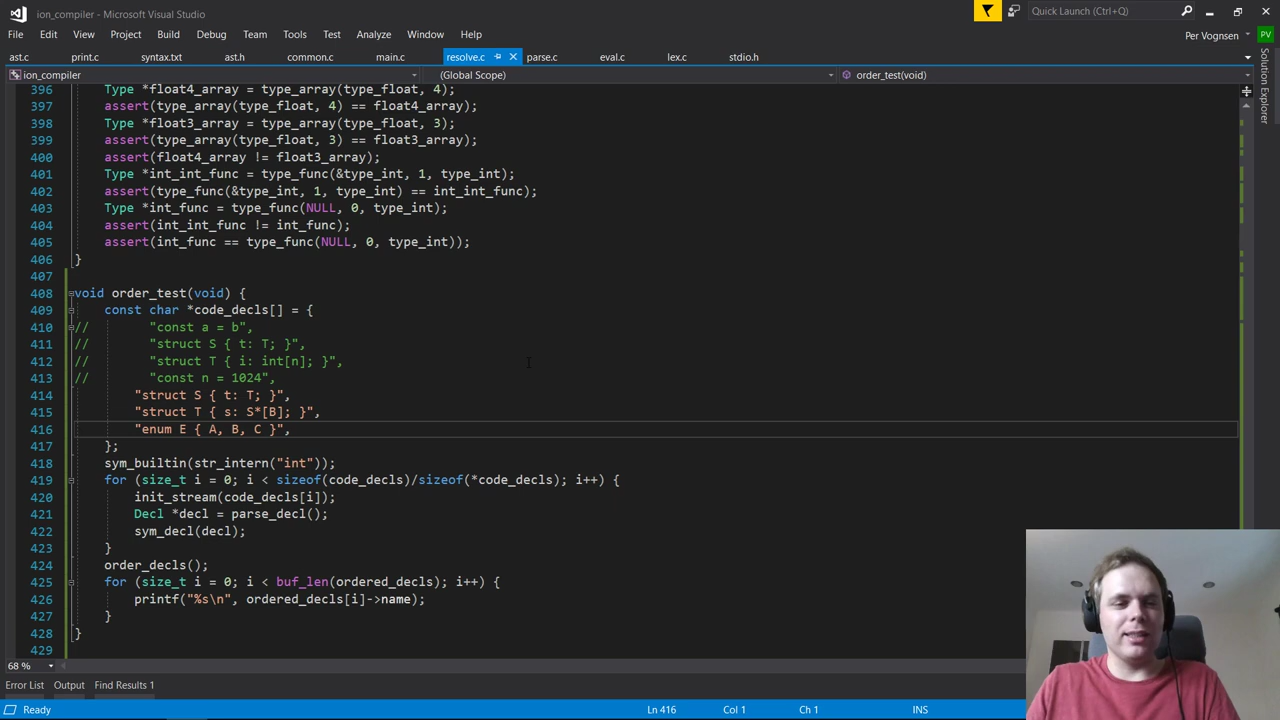 ion_compiler - Microsoft Visual Studio
Quick Launch (Ctrl+Q)
File Edit View Project Build Debug Team Tools Test Analyze Window Help
Per Vognsen PV
ast.c print.c syntax.txt ast.h common.c main.c resolve.c parse.c eval.c lex.c stdio.h
ion_compiler (Global Scope) order_test(void)
Solution Explorer
396 Type *float4_array = type_array(type_float, 4);
397 assert(type_array(type_float, 4) == float4_array);
398 Type *float3_array = type_array(type_float, 3);
399 assert(type_array(type_float, 3) == float3_array);
400 assert(float4_array != float3_array);
401 Type *int_int_func = type_func(&type_int, 1, type_int);
402 assert(type_func(&type_int, 1, type_int) == int_int_func);
403 Type *int_func = type_func(NULL, 0, type_int);
404 assert(int_int_func != int_func);
405 assert(int_func == type_func(NULL, 0, type_int));
406 }
407
408 void order_test(void) {
409 const char *code_decls[] = {
410 // "const a = b",
411 // "struct S { t: T; }",
412 // "struct T { i: int[n]; }",
413 // "const n = 1024",
414 "struct S { t: T; }",
415 "struct T { s: S*[B]; }",
416 "enum E { A, B, C }",
417 };
418 sym_builtin(str_intern("int"));
419 for (size_t i = 0; i < sizeof(code_decls)/sizeof(*code_decls); i++) {
420 init_stream(code_decls[i]);
421 Decl *decl = parse_decl();
422 sym_decl(decl);
423 }
424 order_decls();
425 for (size_t i = 0; i < buf_len(ordered_decls); i++) {
426 printf("%s\n", ordered_decls[i]->name);
427 }
428 }
429
68 %
Error List Output Find Results 1
Ready Ln 416 Col 1 Ch 1 INS